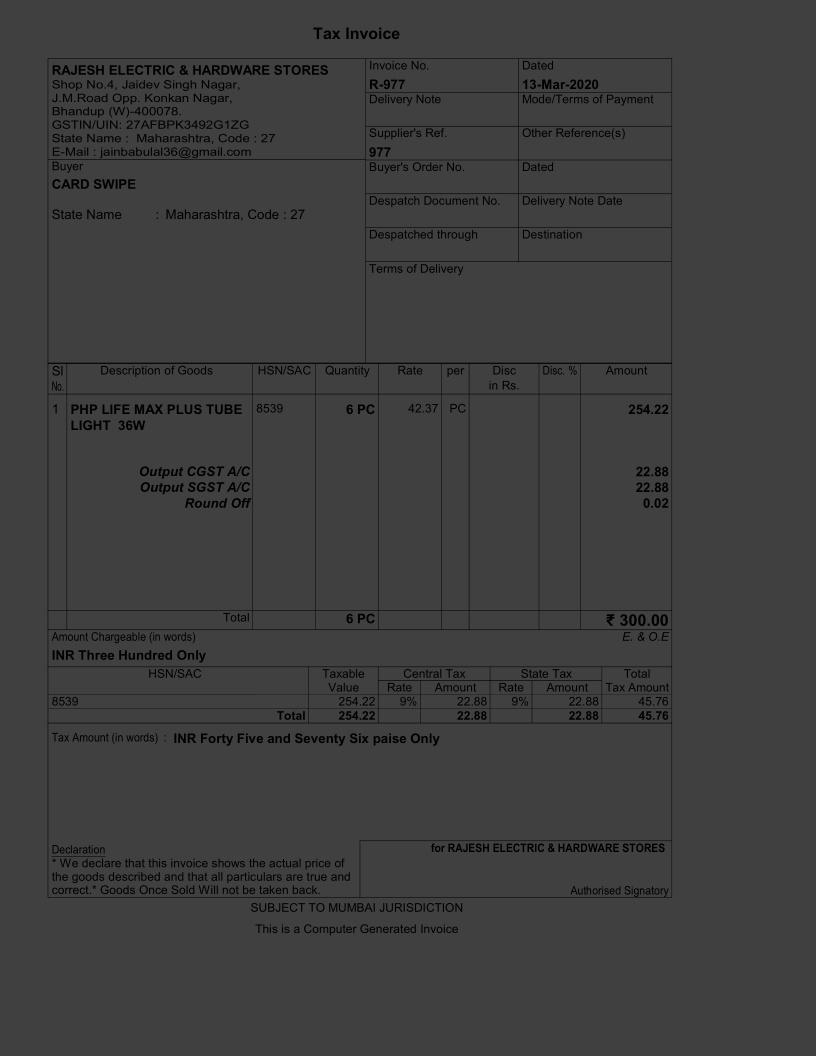 Tax Invoice
RAJESH ELECTRIC & HARDWARE STORES
Shop No.4, Jaidev Singh Nagar,
J.M.Road Opp. Konkan Nagar,
Bhandup (W)-400078.
GSTIN/UIN: 27AFBPK3492G1ZG
State Name : Maharashtra, Code : 27
E-Mail : jainbabulal36@gmail.com
Invoice No.
R-977
Dated
13-Mar-2020
Delivery Note
Mode/Terms of Payment
Supplier's Ref.
977
Other Reference(s)
Buyer
CARD SWIPE
State Name : Maharashtra, Code : 27
Buyer's Order No.
Dated
Despatch Document No.
Delivery Note Date
Despatched through
Destination
Terms of Delivery
Sl No. Description of Goods HSN/SAC Quantity Rate per Disc in Rs. Disc. % Amount
1 PHP LIFE MAX PLUS TUBE 8539 6 PC 42.37 PC 254.22
LIGHT 36W
Output CGST A/C 22.88
Output SGST A/C 22.88
Round Off 0.02
Total 6 PC ₹ 300.00
Amount Chargeable (in words) E. & O.E
INR Three Hundred Only
HSN/SAC Taxable Value Central Tax State Tax Total Tax Amount
Rate Amount Rate Amount
8539 254.22 9% 22.88 9% 22.88 45.76
Total 254.22 22.88 22.88 45.76
Tax Amount (in words) : INR Forty Five and Seventy Six paise Only
Declaration
* We declare that this invoice shows the actual price of
the goods described and that all particulars are true and
correct.* Goods Once Sold Will not be taken back.
for RAJESH ELECTRIC & HARDWARE STORES
Authorised Signatory
SUBJECT TO MUMBAI JURISDICTION
This is a Computer Generated Invoice